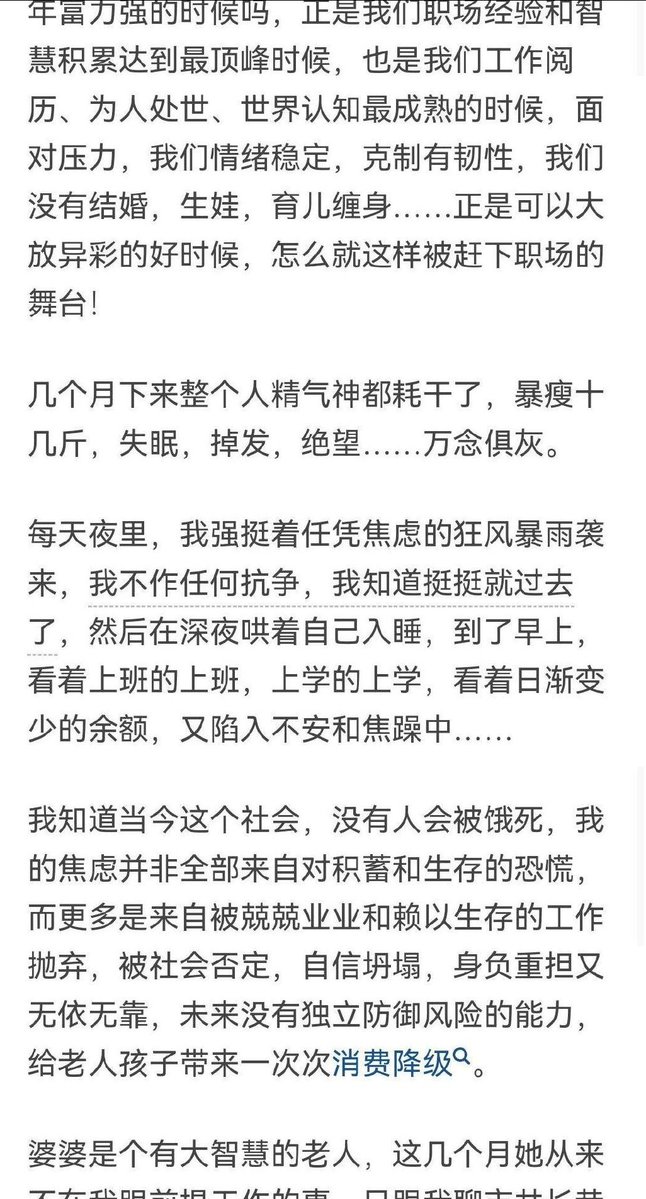 年富力强的时候吗，正是我们职场经验和智
慧积累达到最顶峰时候，也是我们工作阅
历、为人处世、世界认知最成熟的时候，面
对压力，我们情绪稳定，克制有韧性，我们
没有结婚，生娃，育儿缠身……正是可以大
放异彩的好时候，怎么就这样被赶下职场的
舞台！
几个月下来整个人精气神都耗干了，暴瘦十
几斤，失眠，掉发，绝望……万念俱灰。
每天夜里，我强挺着任凭焦虑的狂风暴雨袭
来，我不作任何抗争，我知道挺挺就过去
了，然后在深夜哄着自己入睡，到了早上，
看着上班的上班，上学的上学，看着日渐变
少的余额，又陷入不安和焦躁中……
我知道当今这个社会，没有人会被饿死，我
的焦虑并非全部来自对积蓄和生存的恐慌，
而更多是来自被兢兢业业和赖以生存的工作
抛弃，被社会否定，自信坍塌，身负重担又
无依无靠，未来没有独立防御风险的能力，
给老人孩子带来一次次消费降级。
婆婆是个有大智慧的老人，这几个月她从来